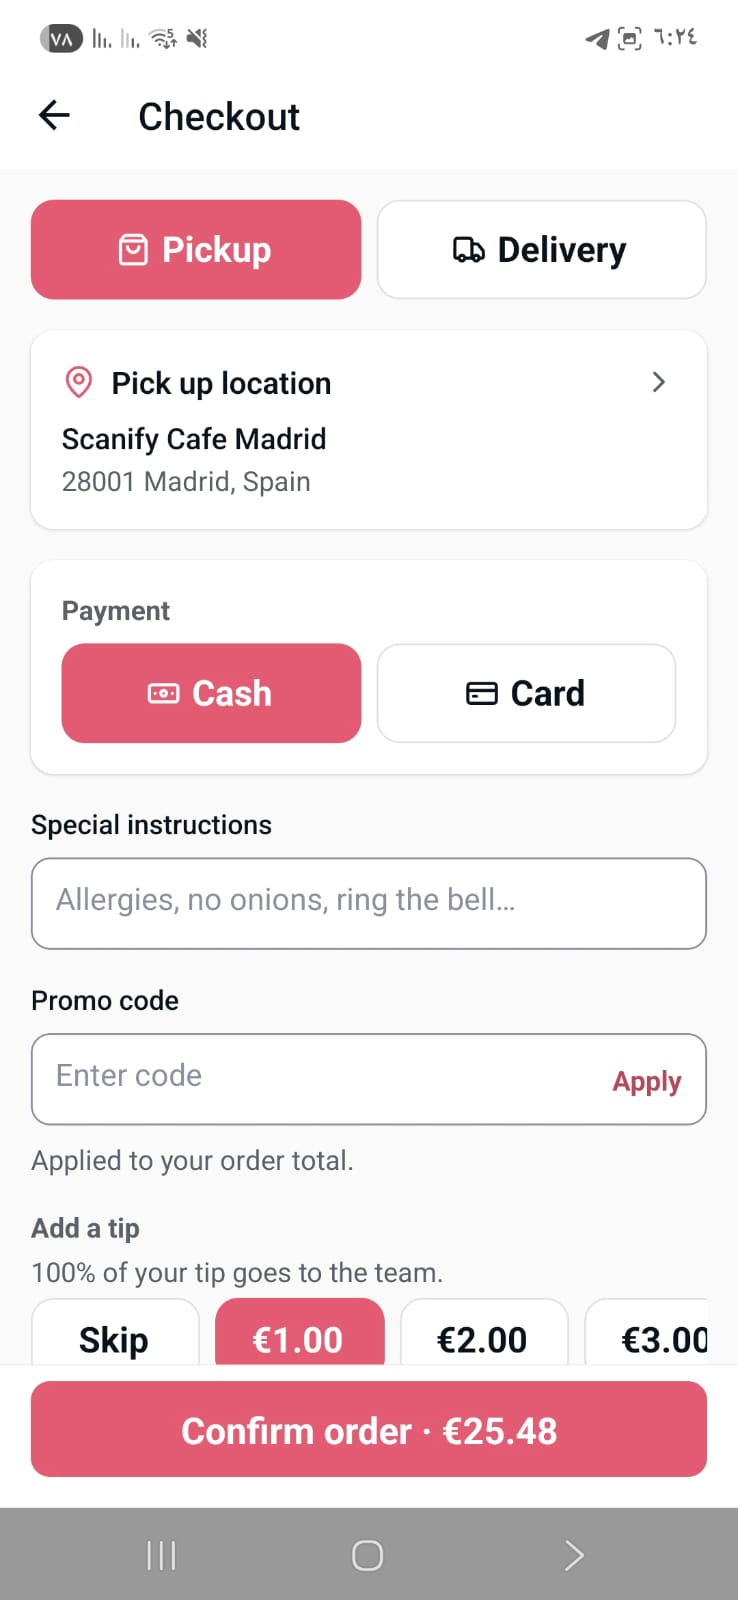 ٧٨
٦:٢٤
Checkout
Pickup
Delivery
Pick up location
Scanify Cafe Madrid
28001 Madrid, Spain
Payment
Cash
Card
Special instructions
Allergies, no onions, ring the bell...
Promo code
Enter code
Apply
Applied to your order total.
Add a tip
100% of your tip goes to the team.
Skip
€1.00
€2.00
€3.00
Confirm order · €25.48